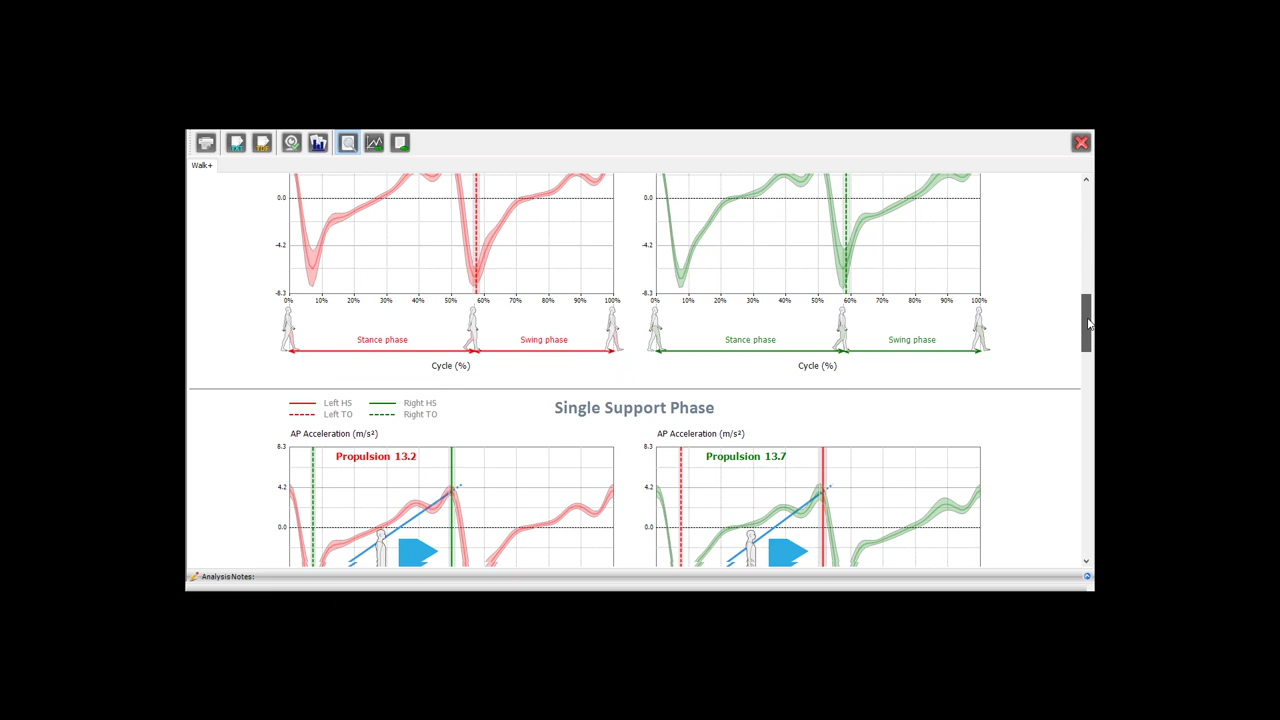 Walk+
0.0
-4.2
-8.3
0% 10% 20% 30% 40% 50% 60% 70% 80% 90% 100%
Stance phase Swing phase
Cycle (%)
0.0
-4.2
-8.3
0% 10% 20% 30% 40% 50% 60% 70% 80% 90% 100%
Stance phase Swing phase
Cycle (%)
Left HS Right HS
Left TO Right TO
Single Support Phase
AP Acceleration (m/s²)
8.3
Propulsion 13.2
4.2
0.0
AP Acceleration (m/s²)
8.3
Propulsion 13.7
4.2
0.0
Analysis Notes: